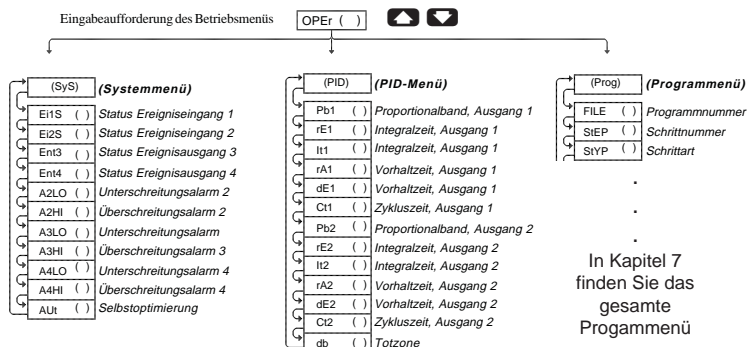 Eingabeaufforderung des Betriebsmenüs OPEr ( )
(SyS) (Systemmenü)
Ei1S ( ) Status Ereigniseingang 1
Ei2S ( ) Status Ereigniseingang 2
Ent3 ( ) Status Ereignisausgang 3
Ent4 ( ) Status Ereignisausgang 4
A2LO ( ) Unterschreitungsalarm 2
A2HI ( ) Überschreitungsalarm 2
A3LO ( ) Unterschreitungsalarm
A3HI ( ) Überschreitungsalarm 3
A4LO ( ) Unterschreitungsalarm 4
A4HI ( ) Überschreitungsalarm 4
AUt ( ) Selbstoptimierung
(PID) (PID-Menü)
Pb1 ( ) Proportionalband, Ausgang 1
rE1 ( ) Integralzeit, Ausgang 1
It1 ( ) Integralzeit, Ausgang 1
rA1 ( ) Vorhaltzeit, Ausgang 1
dE1 ( ) Vorhaltzeit, Ausgang 1
Ct1 ( ) Zykluszeit, Ausgang 1
Pb2 ( ) Proportionalband, Ausgang 2
rE2 ( ) Integralzeit, Ausgang 2
It2 ( ) Integralzeit, Ausgang 2
rA2 ( ) Vorhaltzeit, Ausgang 2
dE2 ( ) Vorhaltzeit, Ausgang 2
Ct2 ( ) Zykluszeit, Ausgang 2
db ( ) Totzone
(Prog) (Programmenü)
FILE ( ) Programmnummer
StEP ( ) Schrittnummer
StYP ( ) Schrittart
.
.
.
In Kapitel 7
finden Sie das
gesamte
Progammenü